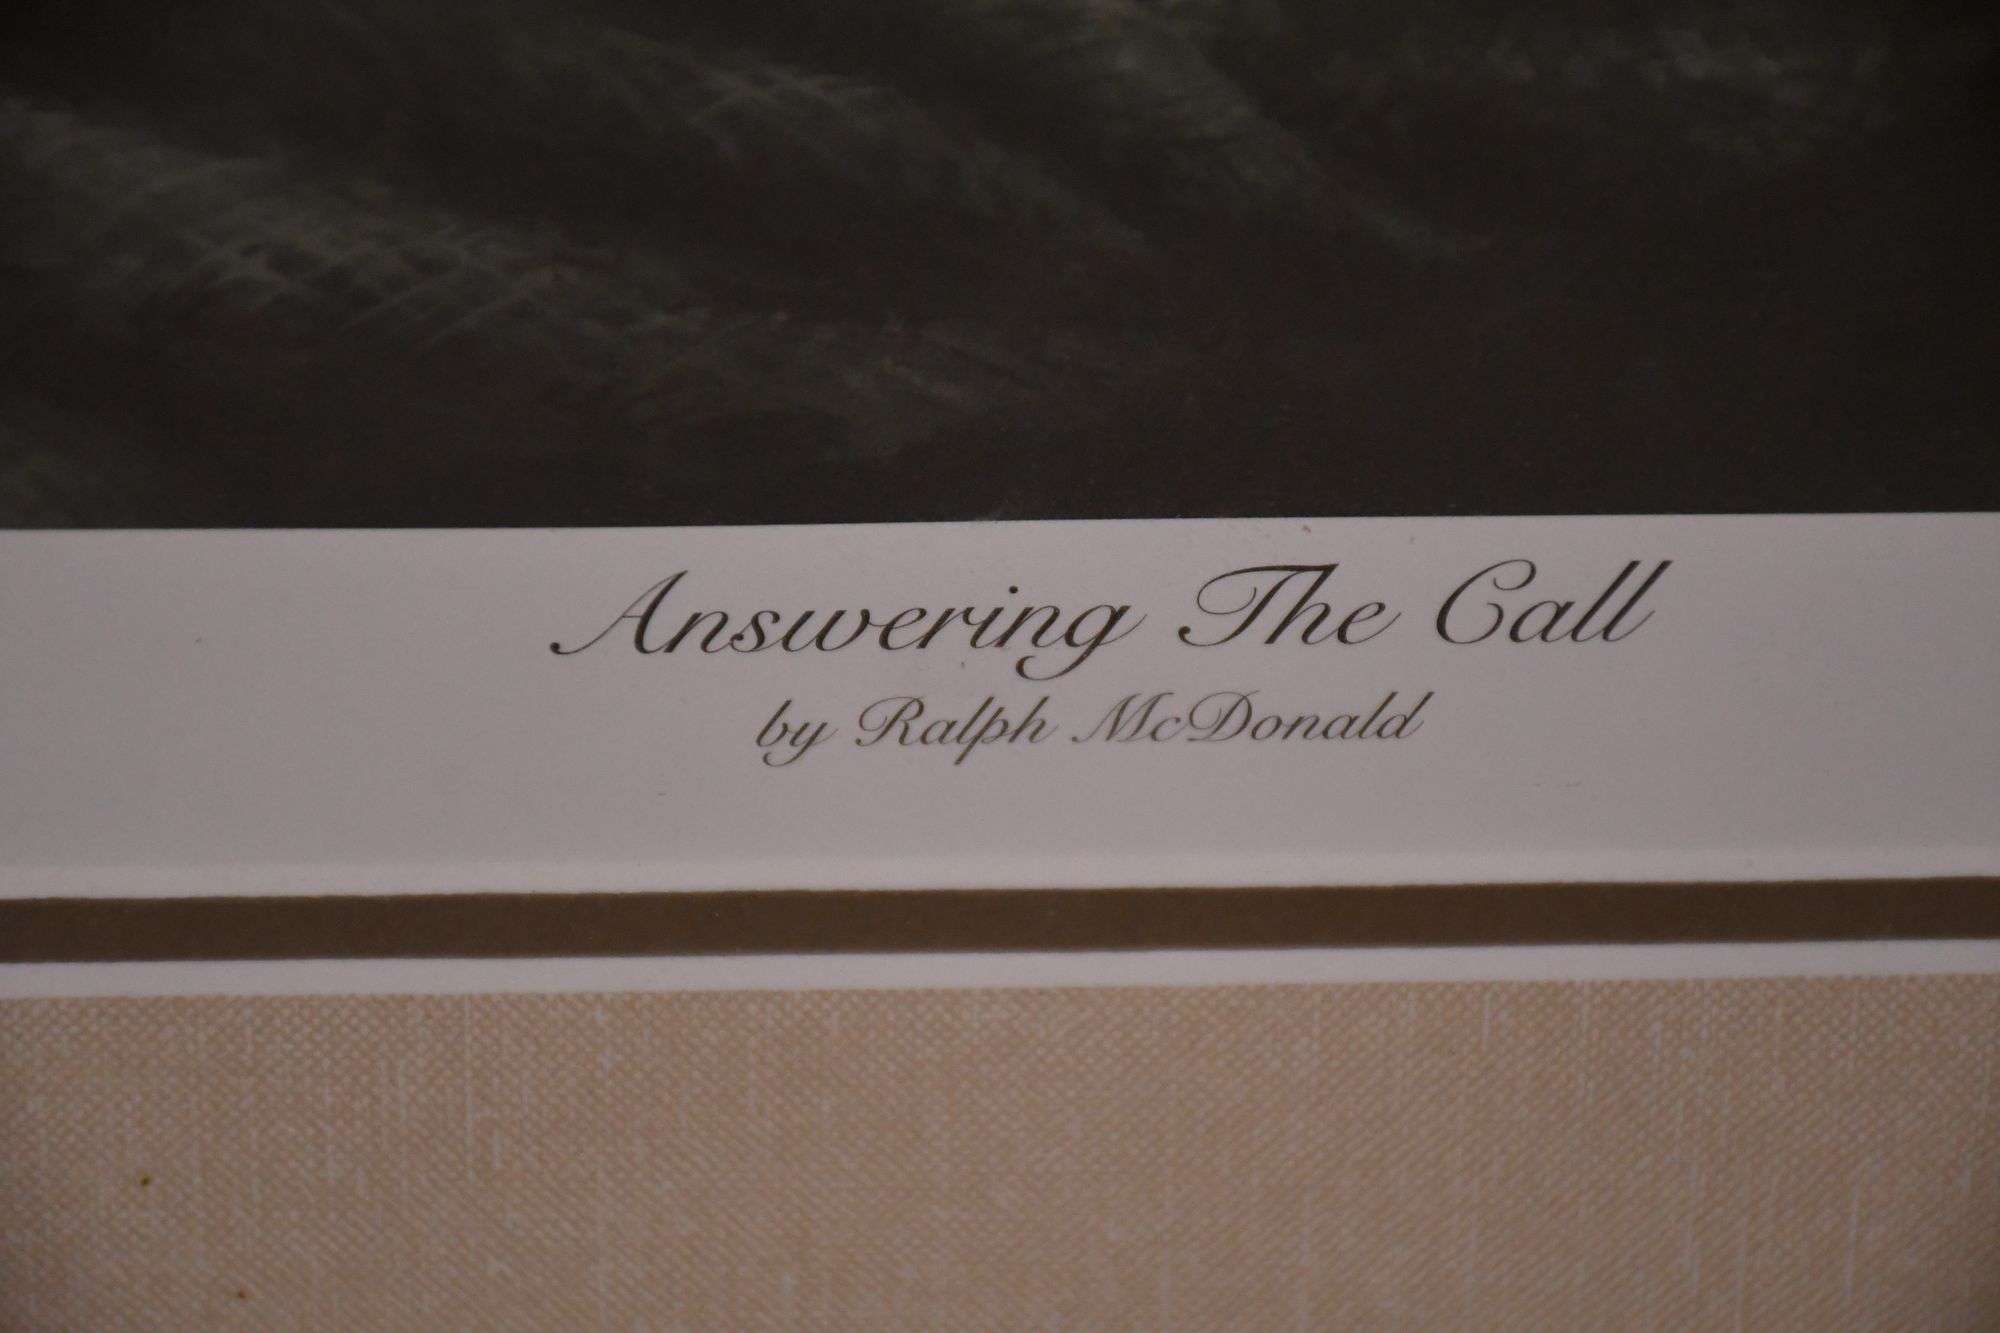 Answering The Call
by Ralph McDonald